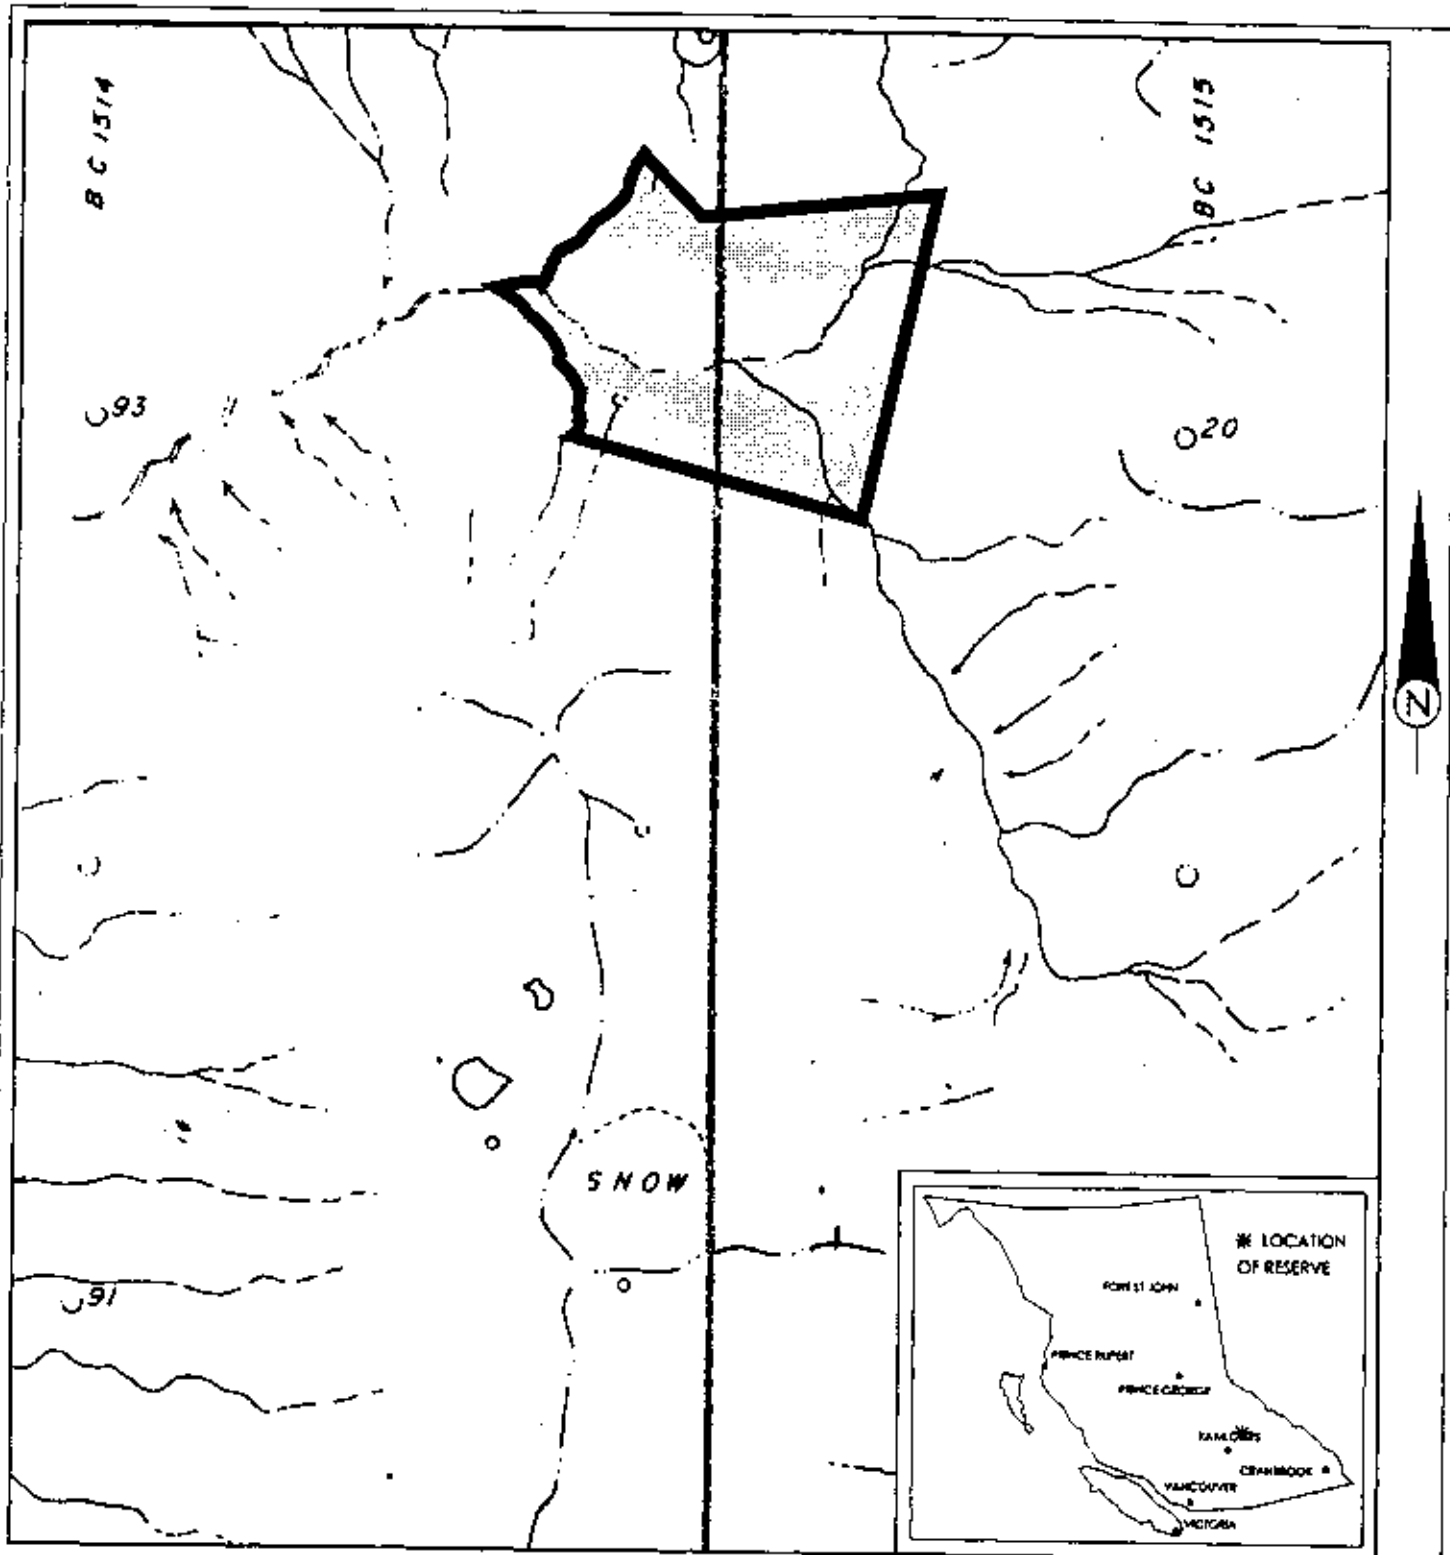 BC 1514
BC 1515
93
20
Z
SNOW
91
✳ LOCATION
OF RESERVE
FORT ST JOHN
PRINCE RUPERT
PRINCE GEORGE
KAMLOOPS
CRANBROOK
VANCOUVER
VICTORIA